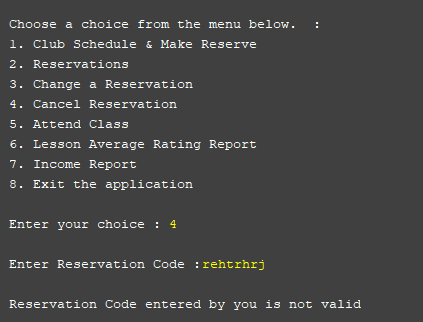 Choose a choice from the menu below.  :
1. Club Schedule & Make Reserve
2. Reservations
3. Change a Reservation
4. Cancel Reservation
5. Attend Class
6. Lesson Average Rating Report
7. Income Report
8. Exit the application
Enter your choice : 4
Enter Reservation Code :rehtrhrj
Reservation Code entered by you is not valid